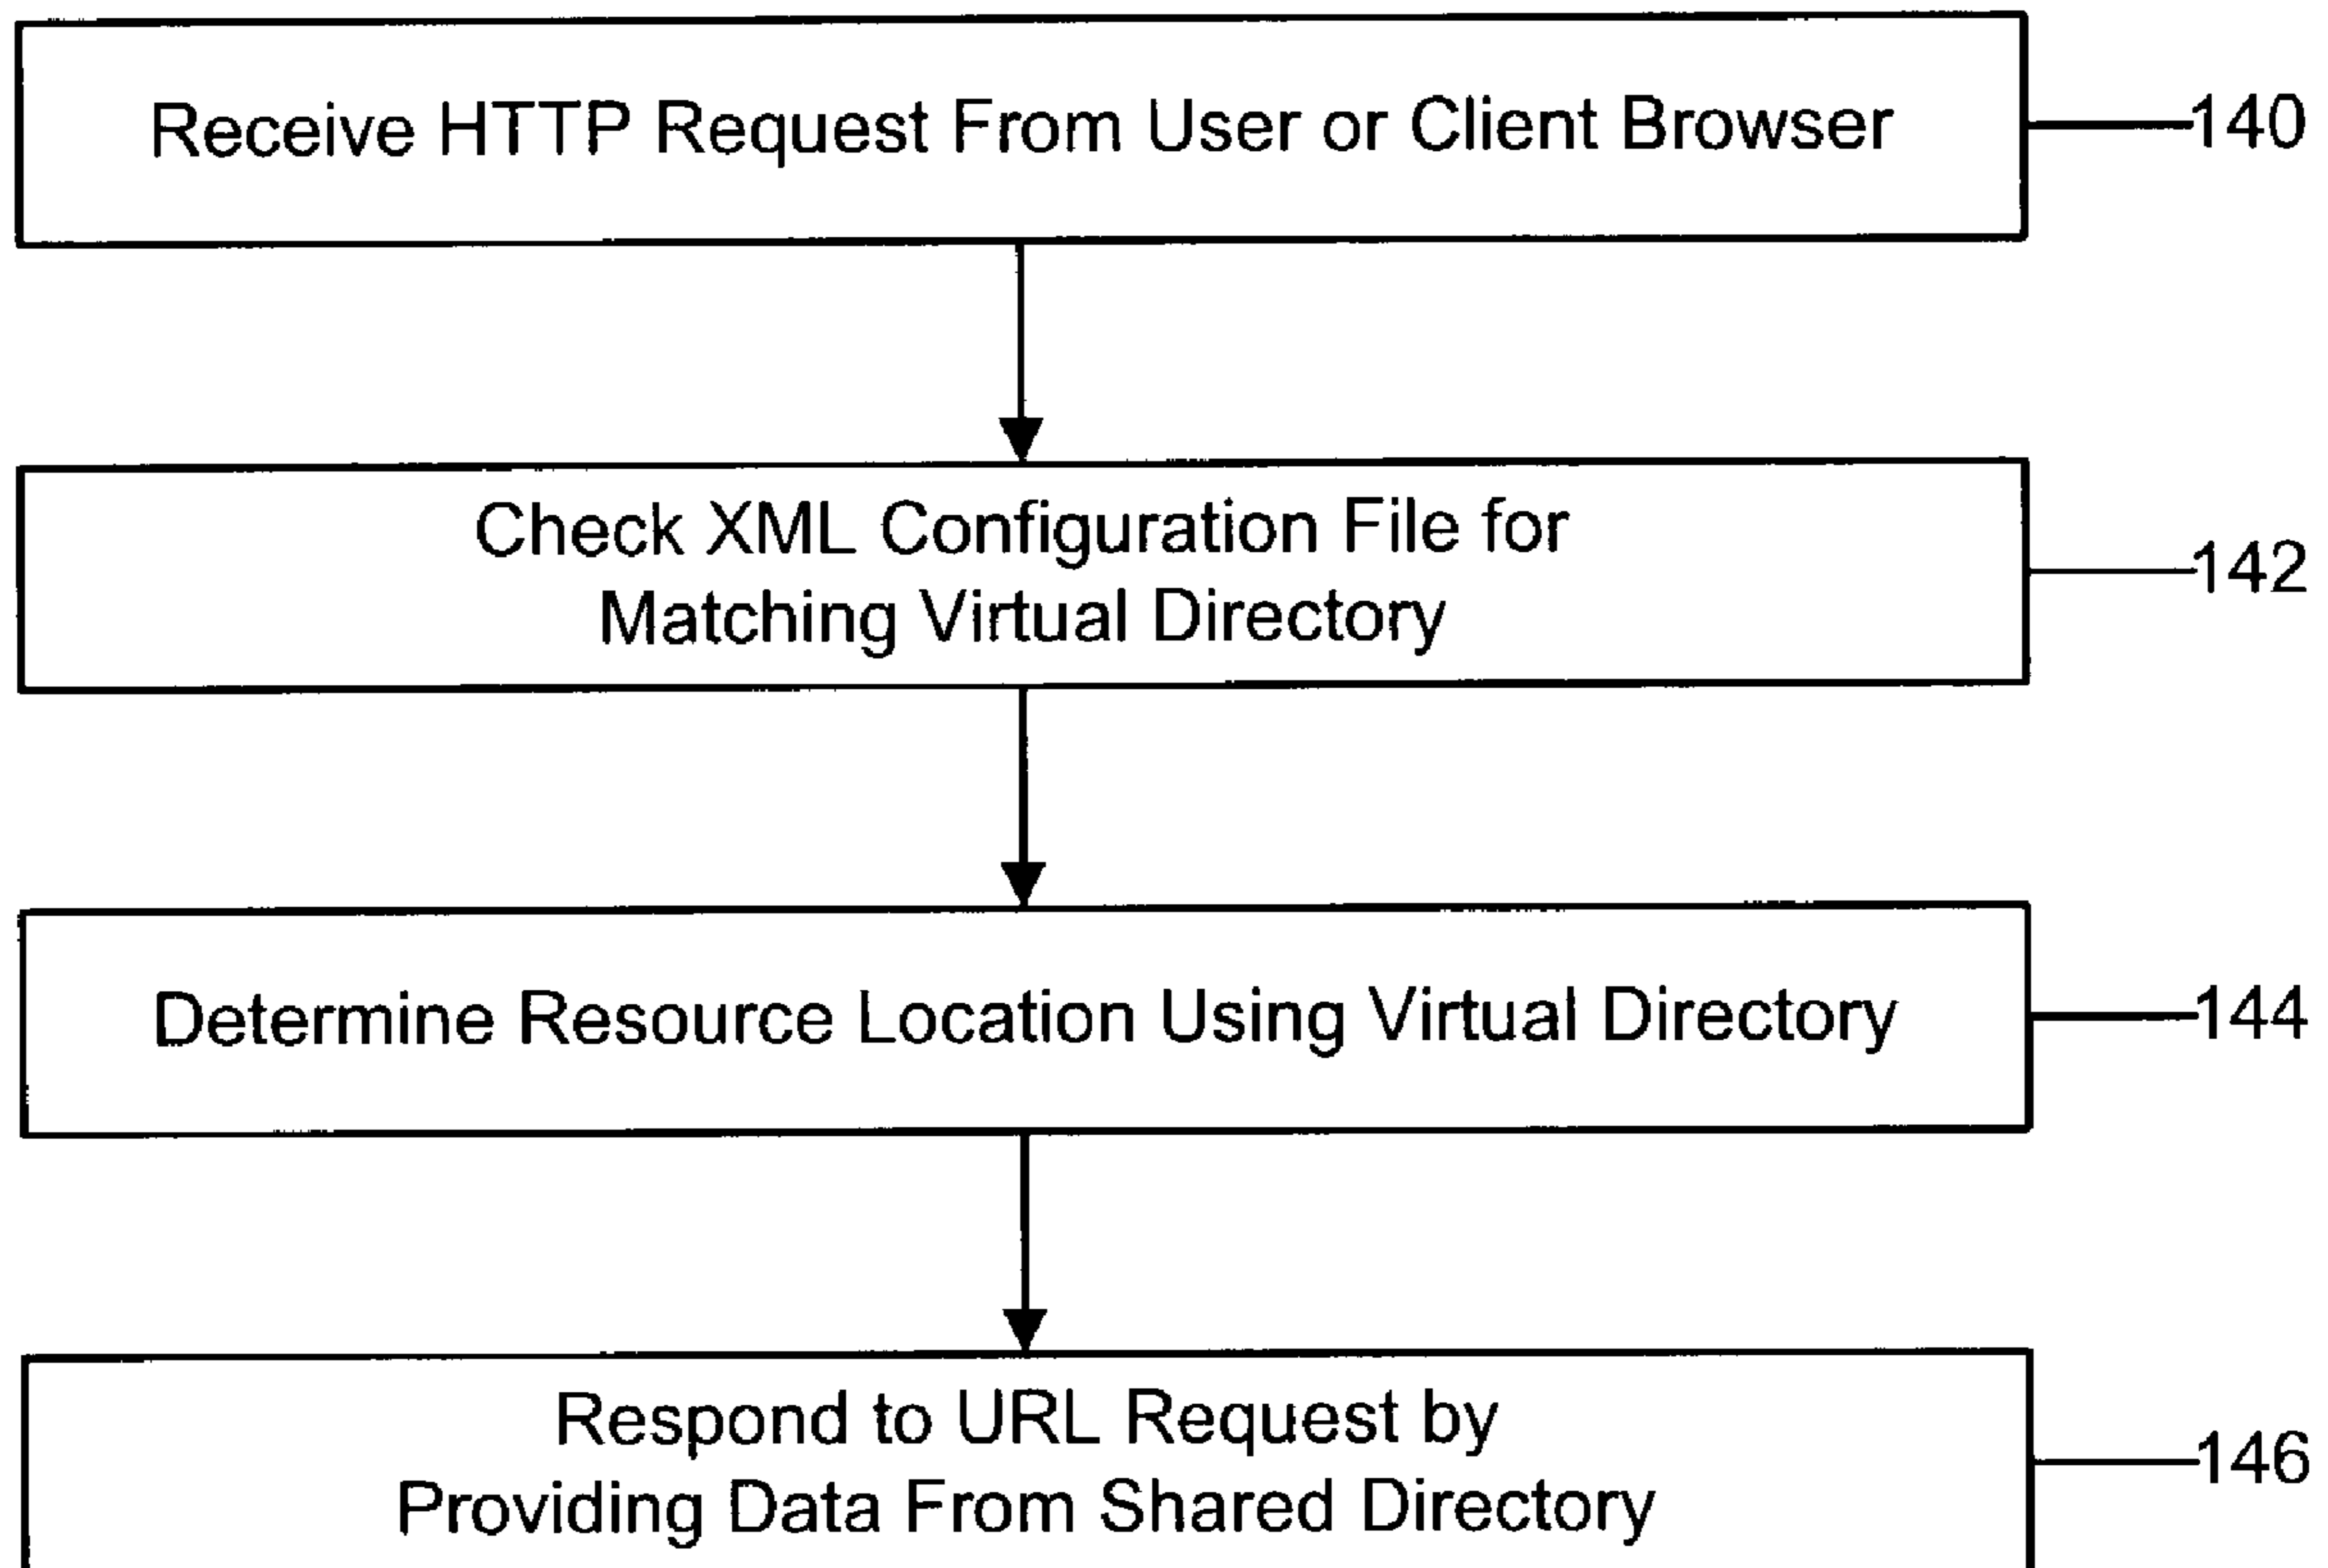 Receive HTTP Request From User or Client Browser
140
Check XML Configuration File for
Matching Virtual Directory
142
Determine Resource Location Using Virtual Directory
144
Respond to URL Request by
Providing Data From Shared Directory
146